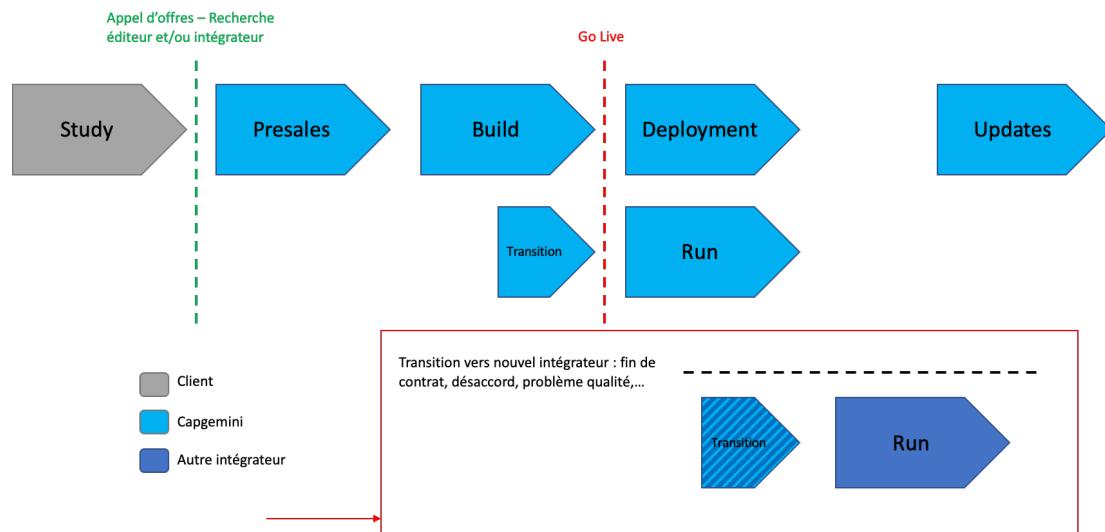 Appel d’offres – Recherche
éditeur et/ou intégrateur
Go Live
Study
Presales
Build
Deployment
Updates
Transition
Run
Transition vers nouvel intégrateur : fin de
contrat, désaccord, problème qualité,...
Client
Capgemini
Autre intégrateur
Transition
Run